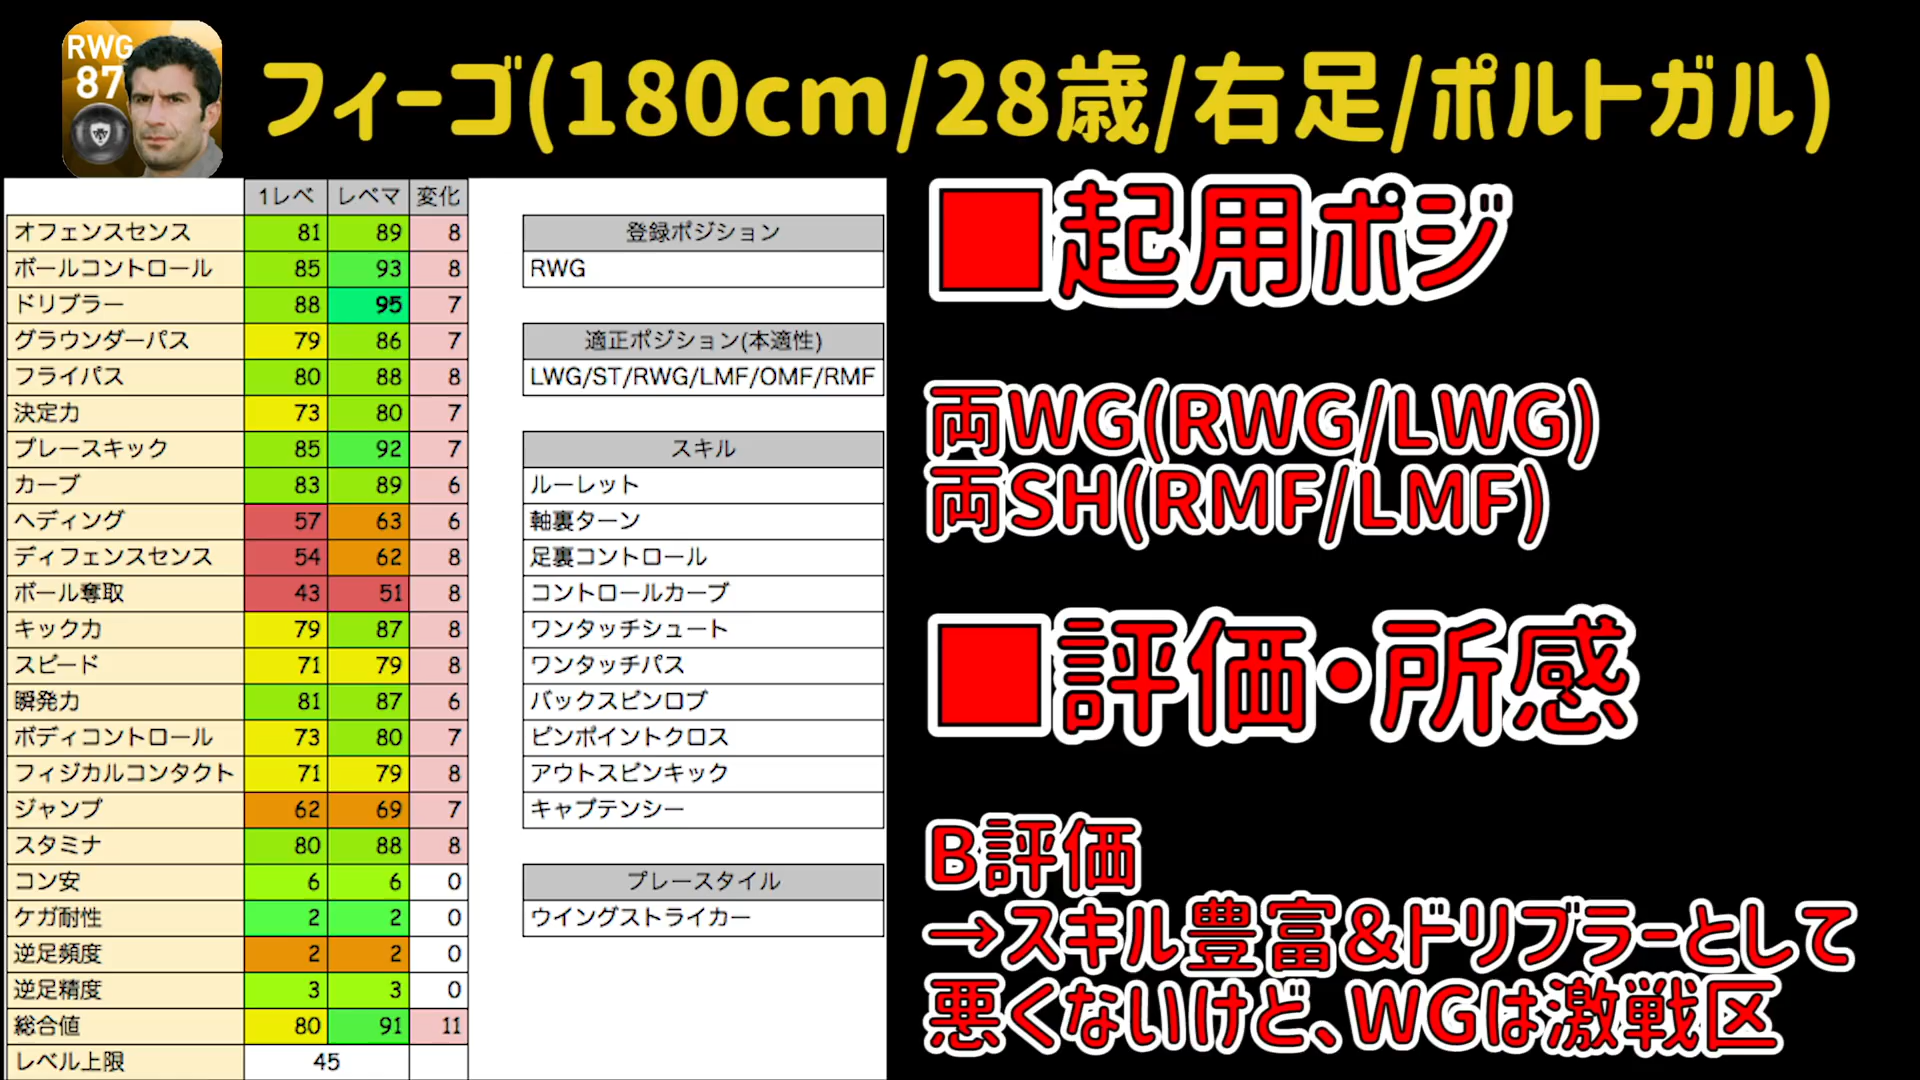 RWG
87
フィーゴ(180cm/28歳/右足/ポルトガル)
1レベ レベマ 変化
オフェンスセンス 81 89 8
ボールコントロール 85 93 8
ドリブラー 88 95 7
グラウンダーパス 79 86 7
フライパス 80 88 8
決定力 73 80 7
プレースキック 85 92 7
カーブ 83 89 6
ヘディング 57 63 6
ディフェンスセンス 54 62 8
ボール奪取 43 51 8
キック力 79 87 8
スピード 71 79 8
瞬発力 81 87 6
ボディコントロール 73 80 7
フィジカルコンタクト 71 79 8
ジャンプ 62 69 7
スタミナ 80 88 8
コン安 6 6 0
ケガ耐性 2 2 0
逆足頻度 2 2 0
逆足精度 3 3 0
総合値 80 91 11
レベル上限 45
登録ポジション
RWG
適正ポジション(本適性)
LWG/ST/RWG/LMF/OMF/RMF
スキル
ルーレット
軸裏ターン
足裏コントロール
コントロールカーブ
ワンタッチシュート
ワンタッチパス
バックスピンロブ
ピンポイントクロス
アウトスピンキック
キャプテンシー
プレースタイル
ウイングストライカー
■起用ポジ
両WG(RWG/LWG)
両SH(RMF/LMF)
■評価・所感
B評価
→スキル豊富&ドリブラーとして
悪くないけど、WGは激戦区